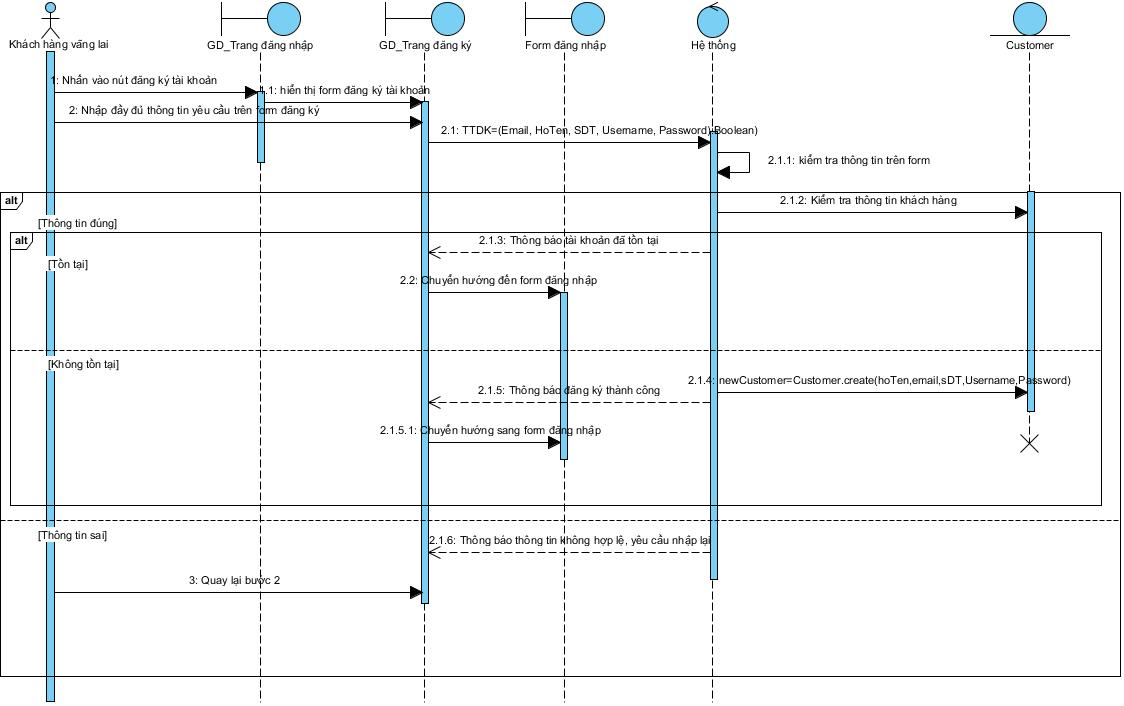 Khách hàng vãng lai
GD_Trang đăng nhập
GD_Trang đăng ký
Form đăng nhập
Hệ thống
Customer
1: Nhấn vào nút đăng ký tài khoản
1.1: hiển thị form đăng ký tài khoản
2: Nhập đầy đủ thông tin yêu cầu trên form đăng ký
2.1: TTDK=(Email, HoTen, SDT, Username, Password):Boolean)
2.1.1: kiểm tra thông tin trên form
alt
2.1.2: Kiểm tra thông tin khách hàng
[Thông tin đúng]
alt
2.1.3: Thông báo tài khoản đã tồn tại
[Tồn tại]
2.2: Chuyển hướng đến form đăng nhập
[Không tồn tại]
2.1.4: newCustomer=Customer.create(hoTen,email,sDT,Username,Password)
2.1.5: Thông báo đăng ký thành công
2.1.5.1: Chuyển hướng sang form đăng nhập
[Thông tin sai]
2.1.6: Thông báo thông tin không hợp lệ, yêu cầu nhập lại
3: Quay lại bước 2